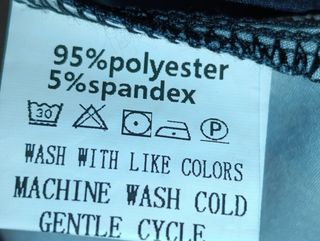 95%polyester
5%spandex
30 P
WASH WITH LIKE COLORS
MACHINE WASH COLD
GENTLE CYCLE